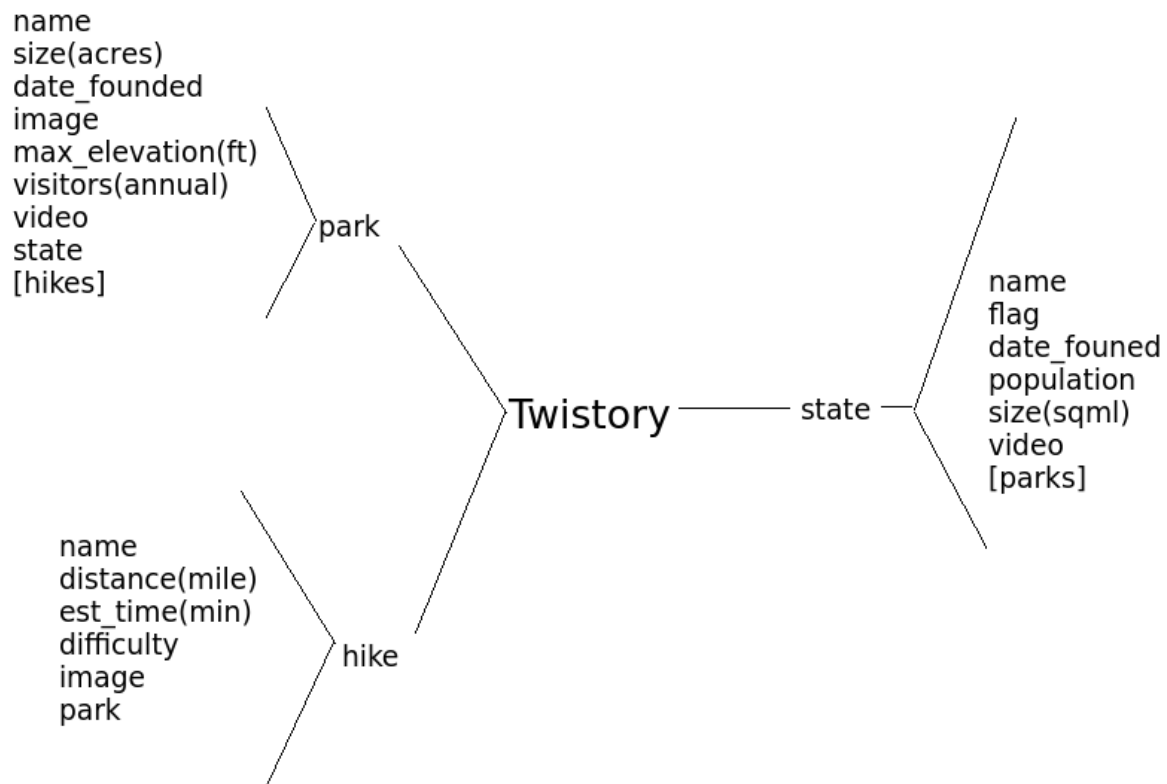 name
size(acres)
date_founded
image
max_elevation(ft)
visitors(annual)
video
state
[hikes]
park
Twistory
state
name
flag
date_founed
population
size(sqml)
video
[parks]
name
distance(mile)
est_time(min)
difficulty
image
park
hike